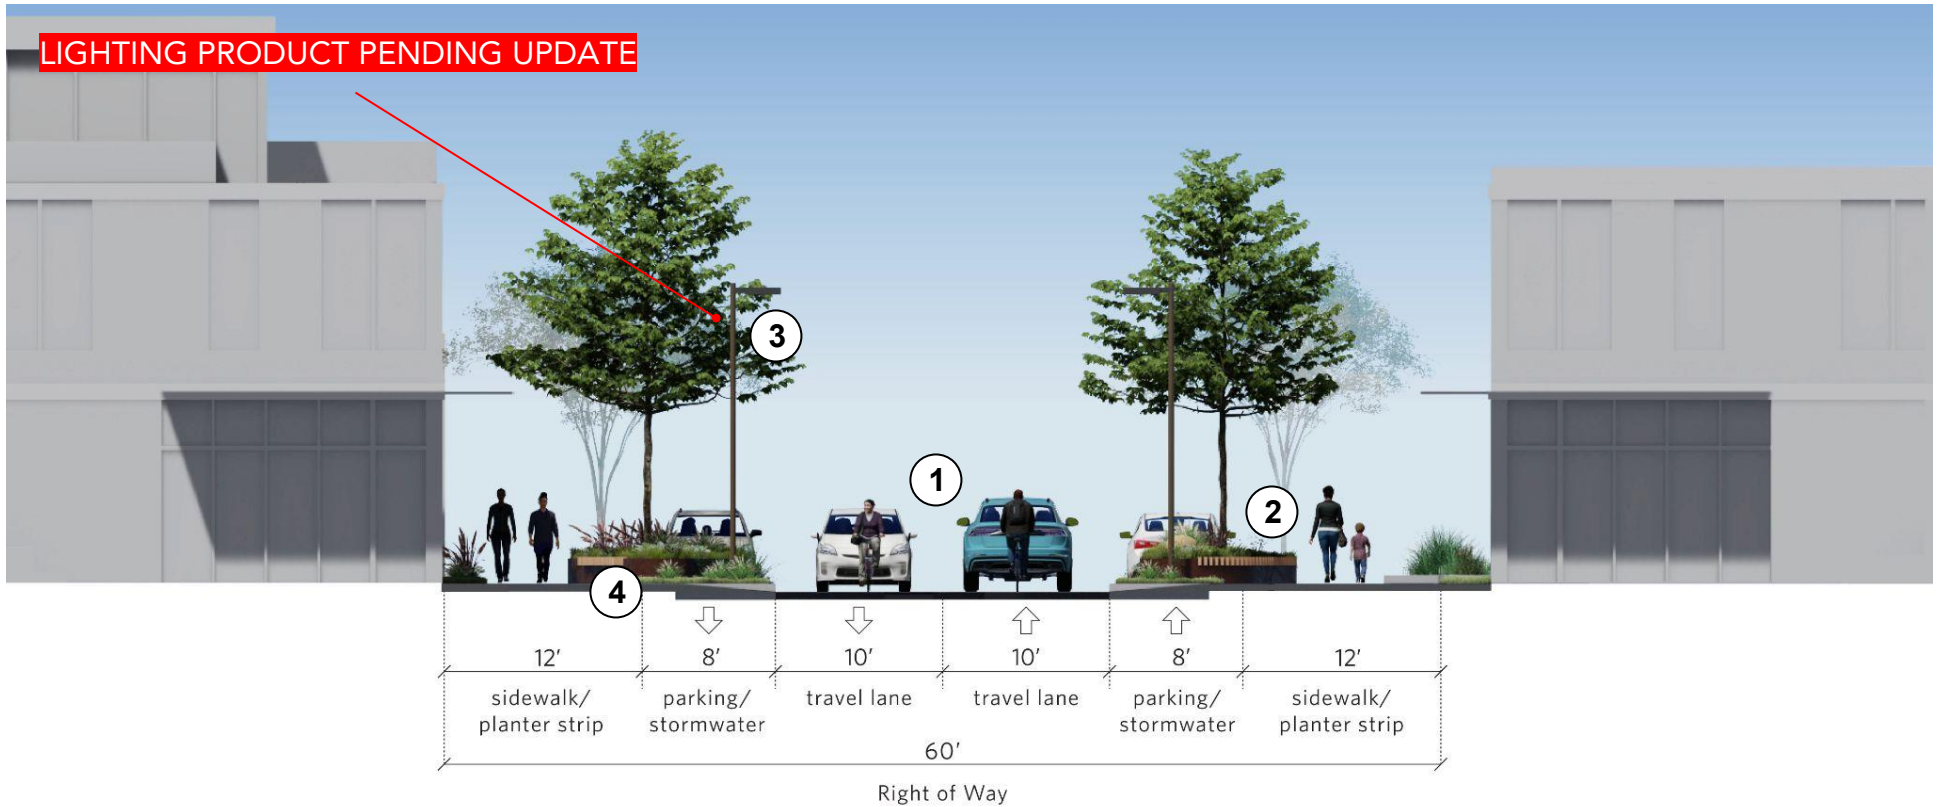 LIGHTING PRODUCT PENDING UPDATE
3
1
2
4
12' 8' 10' 10' 8' 12'
sidewalk/ parking/ travel lane travel lane parking/ sidewalk/
planter strip stormwater stormwater planter strip
60'
Right of Way